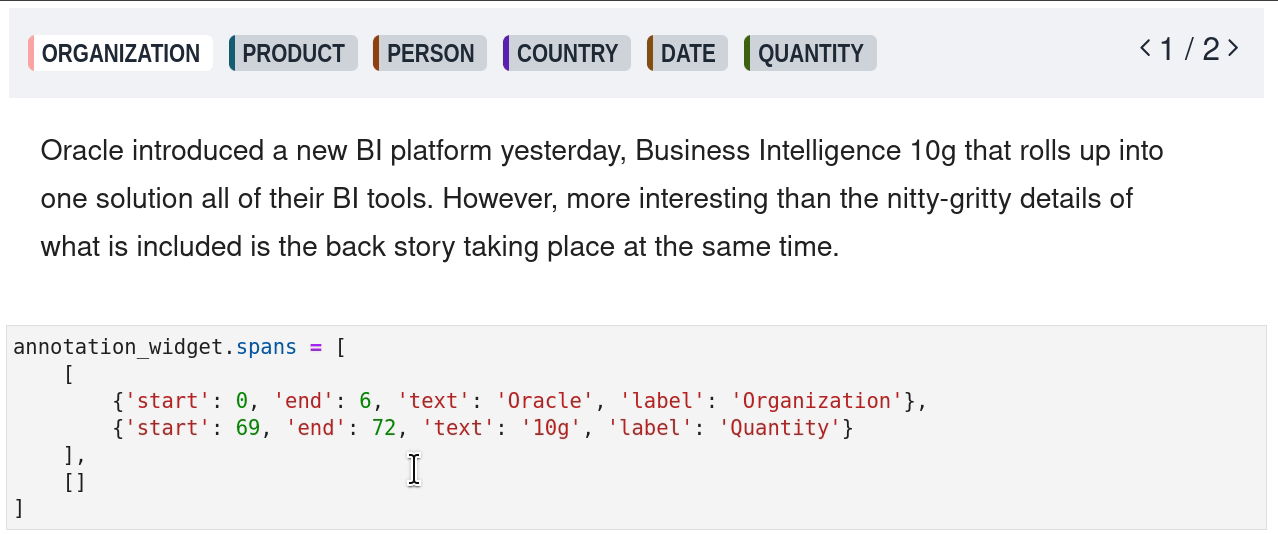 ORGANIZATION PRODUCT PERSON COUNTRY DATE QUANTITY < 1 / 2 >
Oracle introduced a new BI platform yesterday, Business Intelligence 10g that rolls up into
one solution all of their BI tools. However, more interesting than the nitty-gritty details of
what is included is the back story taking place at the same time.
annotation_widget.spans = [
    [
        {'start': 0, 'end': 6, 'text': 'Oracle', 'label': 'Organization'},
        {'start': 69, 'end': 72, 'text': '10g', 'label': 'Quantity'}
    ],
    []
]